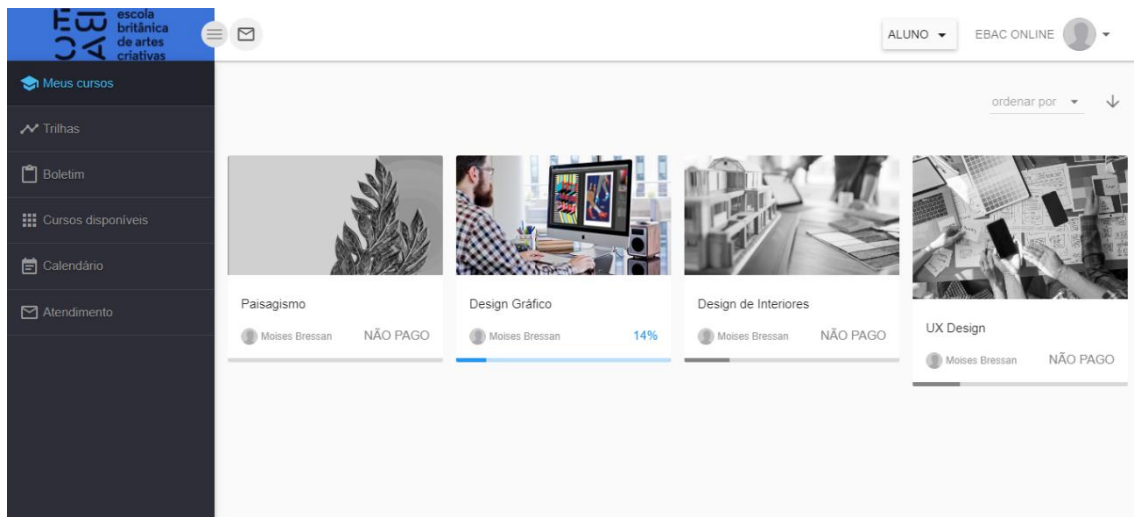 escola
britânica
de artes
criativas
ALUNO
EBAC ONLINE
Meus cursos
Trilhas
Boletim
Cursos disponíveis
Calendário
Atendimento
ordenar por
Paisagismo
Moises Bressan NÃO PAGO
Design Gráfico
Moises Bressan 14%
Design de Interiores
Moises Bressan NÃO PAGO
UX Design
Moises Bressan NÃO PAGO